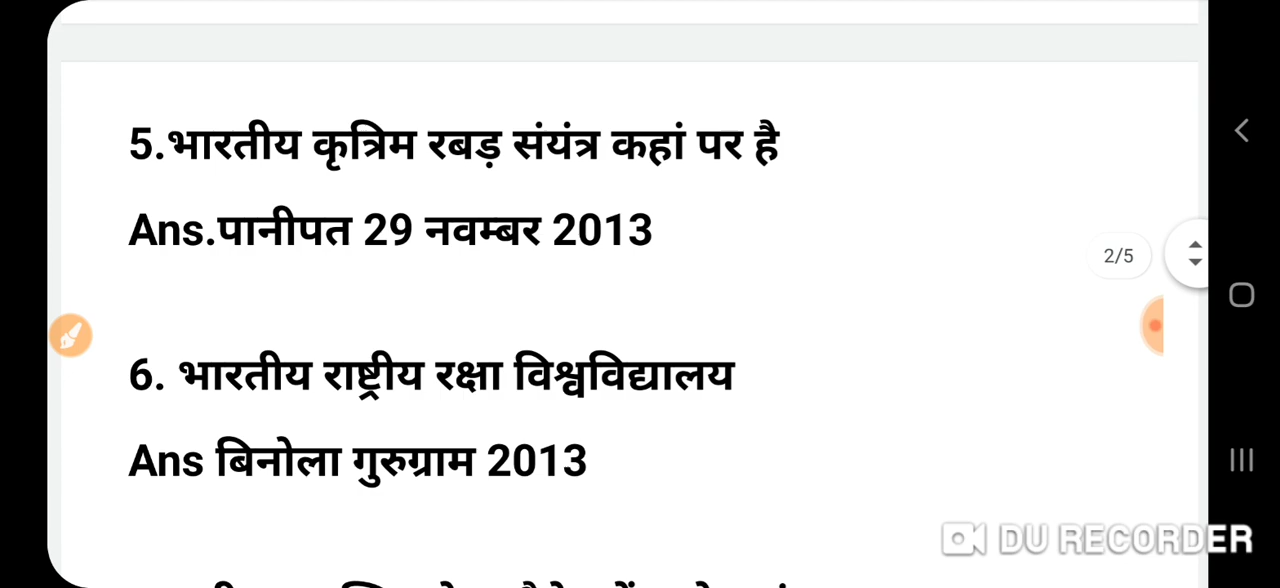 5.भारतीय कृत्रिम रबड़ संयंत्र कहां पर है
Ans.पानीपत 29 नवम्बर 2013
2/5
6. भारतीय राष्ट्रीय रक्षा विश्वविद्यालय
Ans बिनोला गुरुग्राम 2013
DU RECORDER